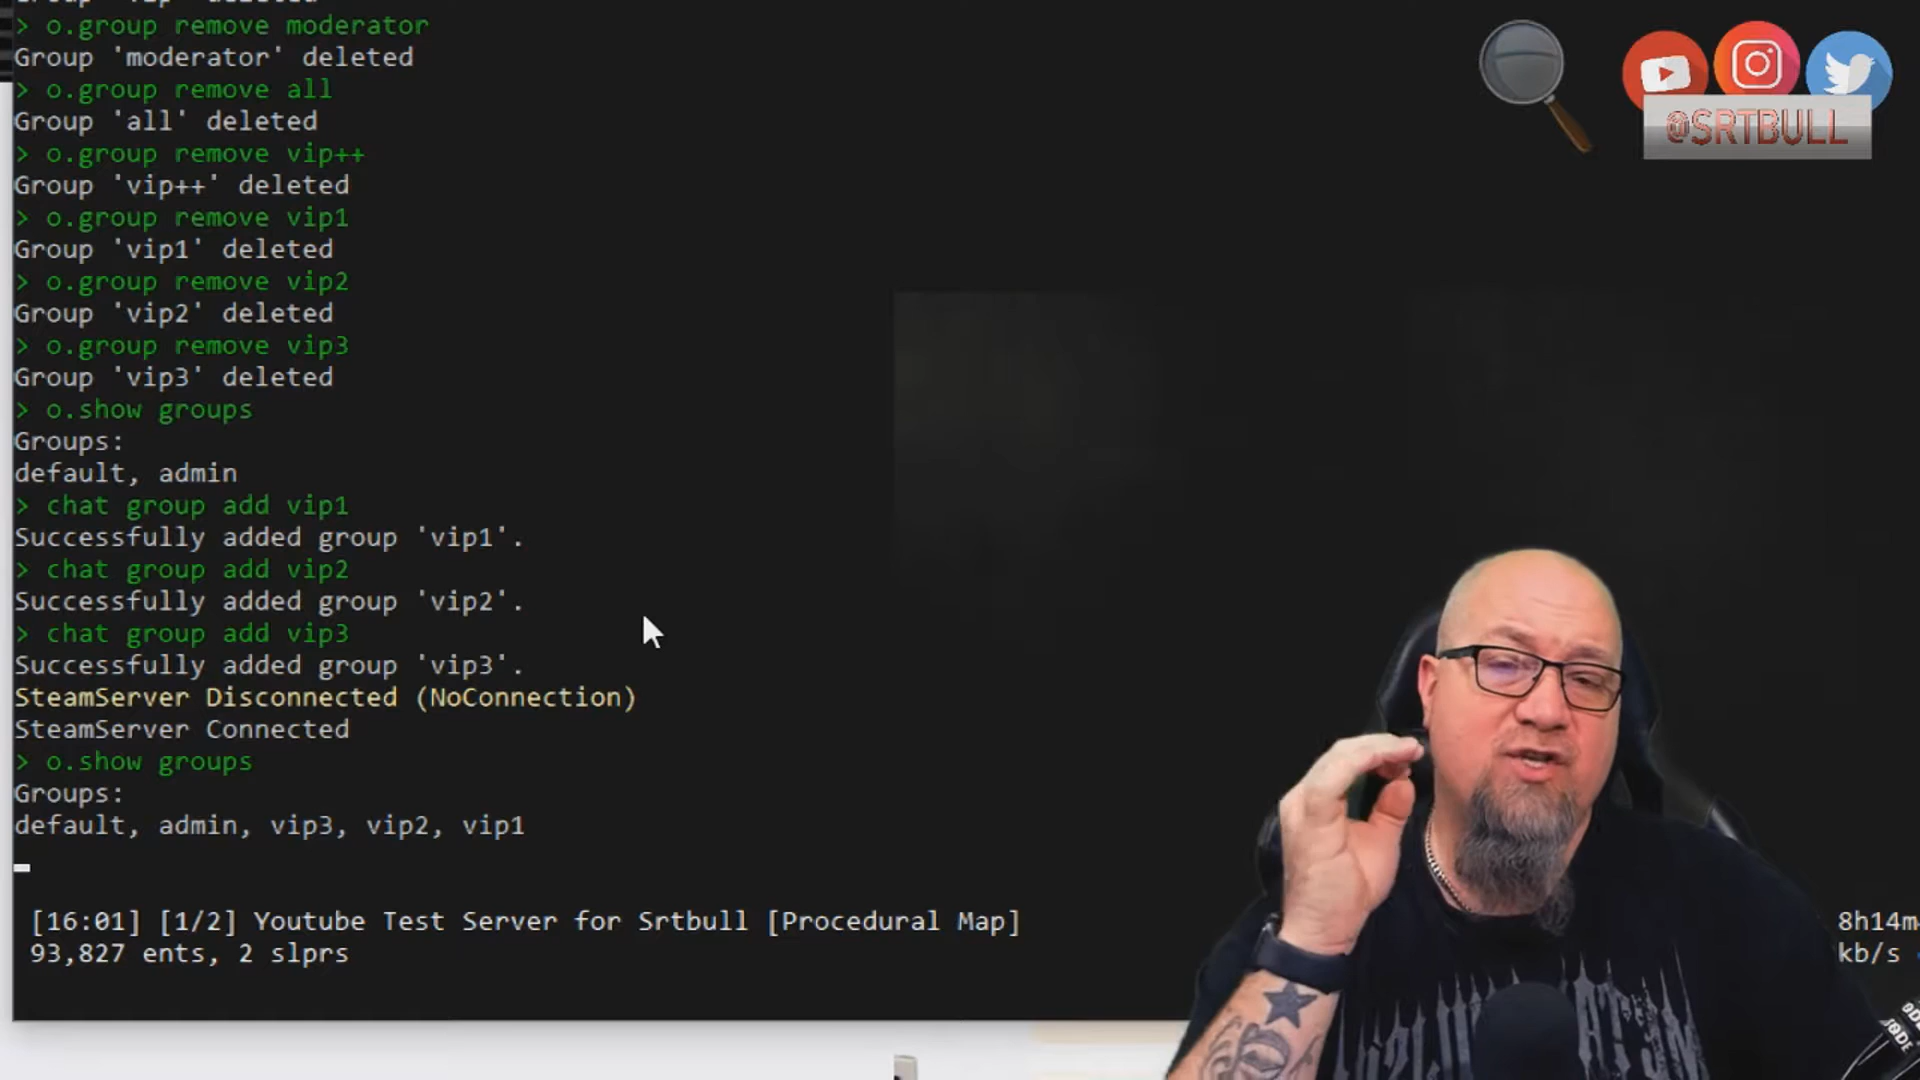 > o.group remove moderator
Group 'moderator' deleted
> o.group remove all
Group 'all' deleted
> o.group remove vip++
Group 'vip++' deleted
> o.group remove vip1
Group 'vip1' deleted
> o.group remove vip2
Group 'vip2' deleted
> o.group remove vip3
Group 'vip3' deleted
> o.show groups
Groups:
default, admin
> chat group add vip1
Successfully added group 'vip1'.
> chat group add vip2
Successfully added group 'vip2'.
> chat group add vip3
Successfully added group 'vip3'.
SteamServer Disconnected (NoConnection)
SteamServer Connected
> o.show groups
Groups:
default, admin, vip3, vip2, vip1
[16:01] [1/2] Youtube Test Server for Srtbull [Procedural Map]
8h14m
93,827 ents, 2 slprs
kb/s
@SRTBULL